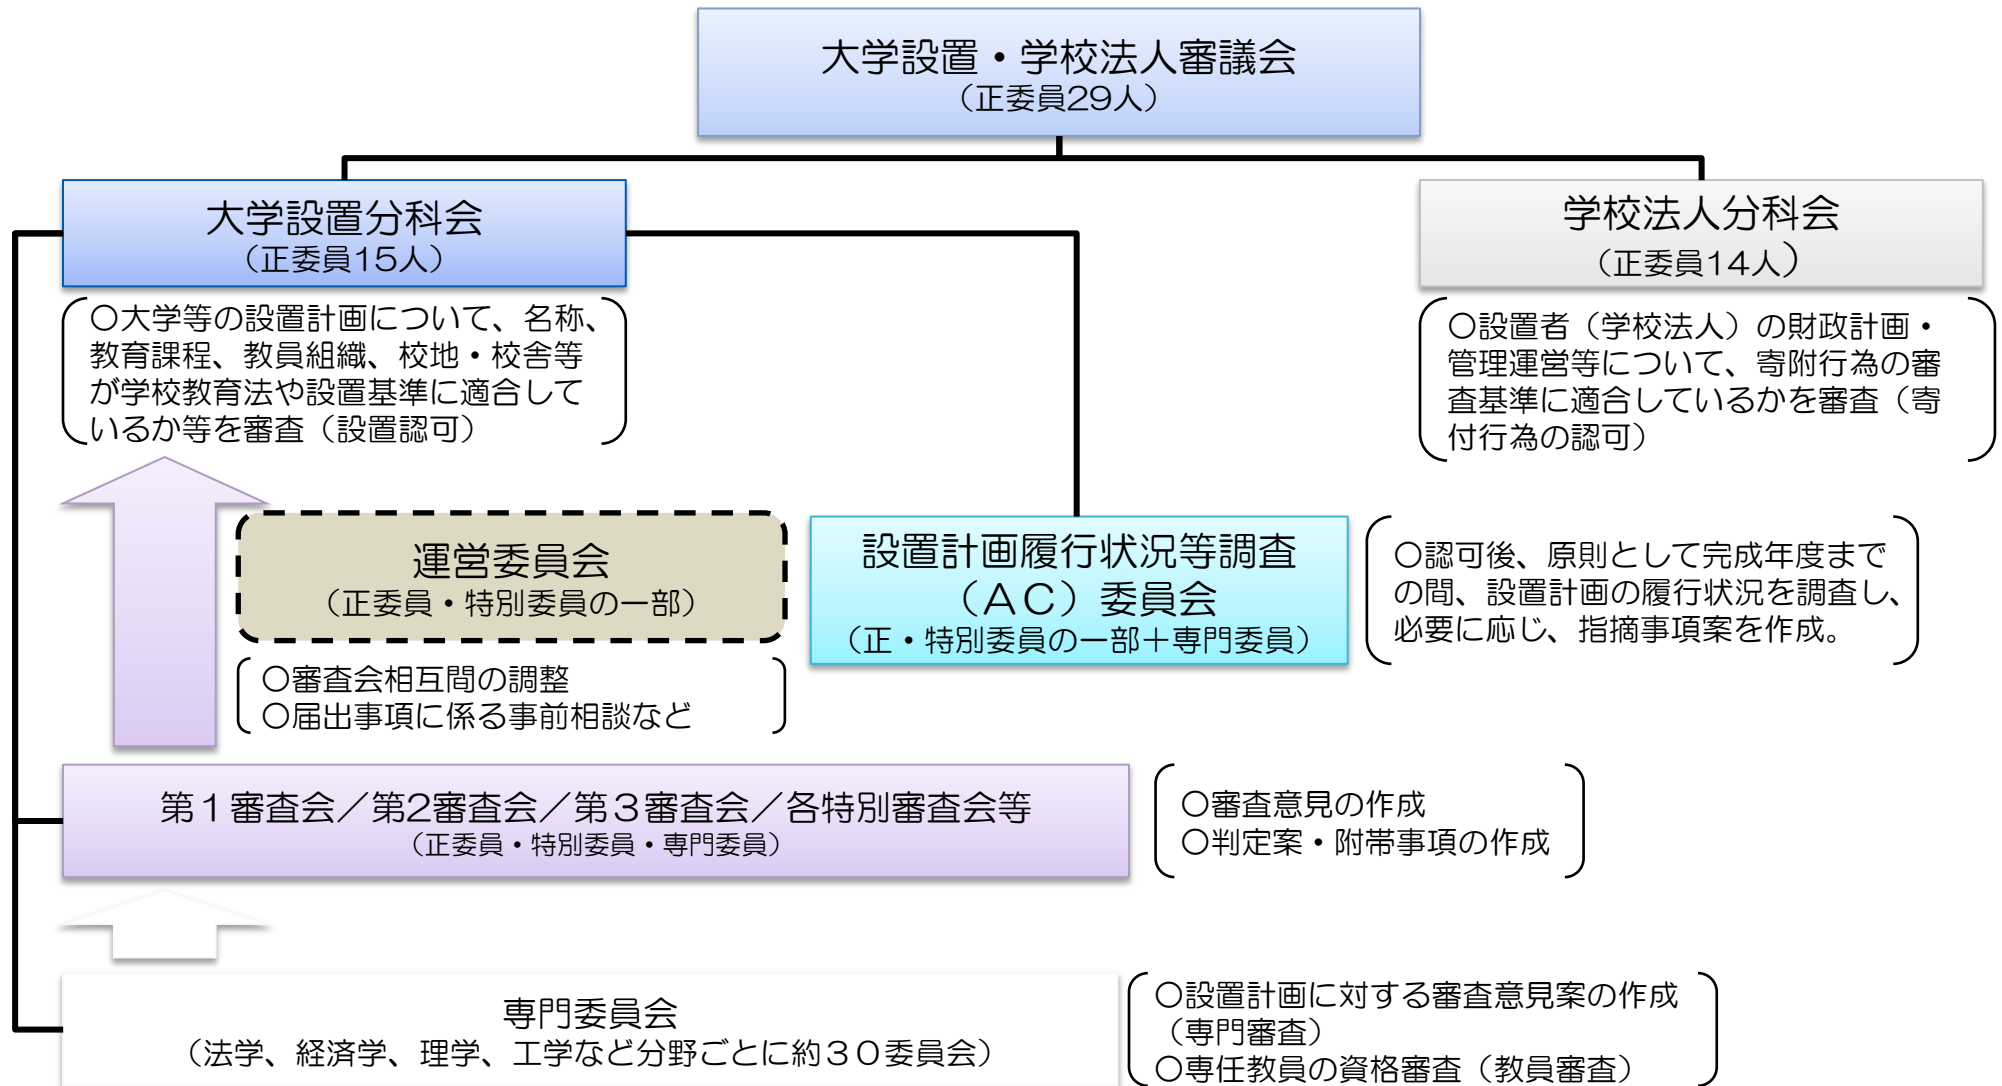 大学設置・学校法人審議会
（正委員29人）
大学設置分科会
（正委員15人）
学校法人分科会
（正委員14人）
○大学等の設置計画について、名称、
教育課程、教員組織、校地・校舎等
が学校教育法や設置基準に適合して
いるか等を審査（設置認可）
○設置者（学校法人）の財政計画・
管理運営等について、寄附行為の審
査基準に適合しているかを審査（寄
付行為の認可）
運営委員会
（正委員・特別委員の一部）
○審査会相互間の調整
○届出事項に係る事前相談など
設置計画履行状況等調査
（ＡＣ）委員会
（正・特別委員の一部＋専門委員）
○認可後、原則として完成年度まで
の間、設置計画の履行状況を調査し、
必要に応じ、指摘事項案を作成。
第１審査会／第2審査会／第３審査会／各特別審査会等
（正委員・特別委員・専門委員）
○審査意見の作成
○判定案・附帯事項の作成
専門委員会
（法学、経済学、理学、工学など分野ごとに約３０委員会）
○設置計画に対する審査意見案の作成
（専門審査）
○専任教員の資格審査（教員審査）